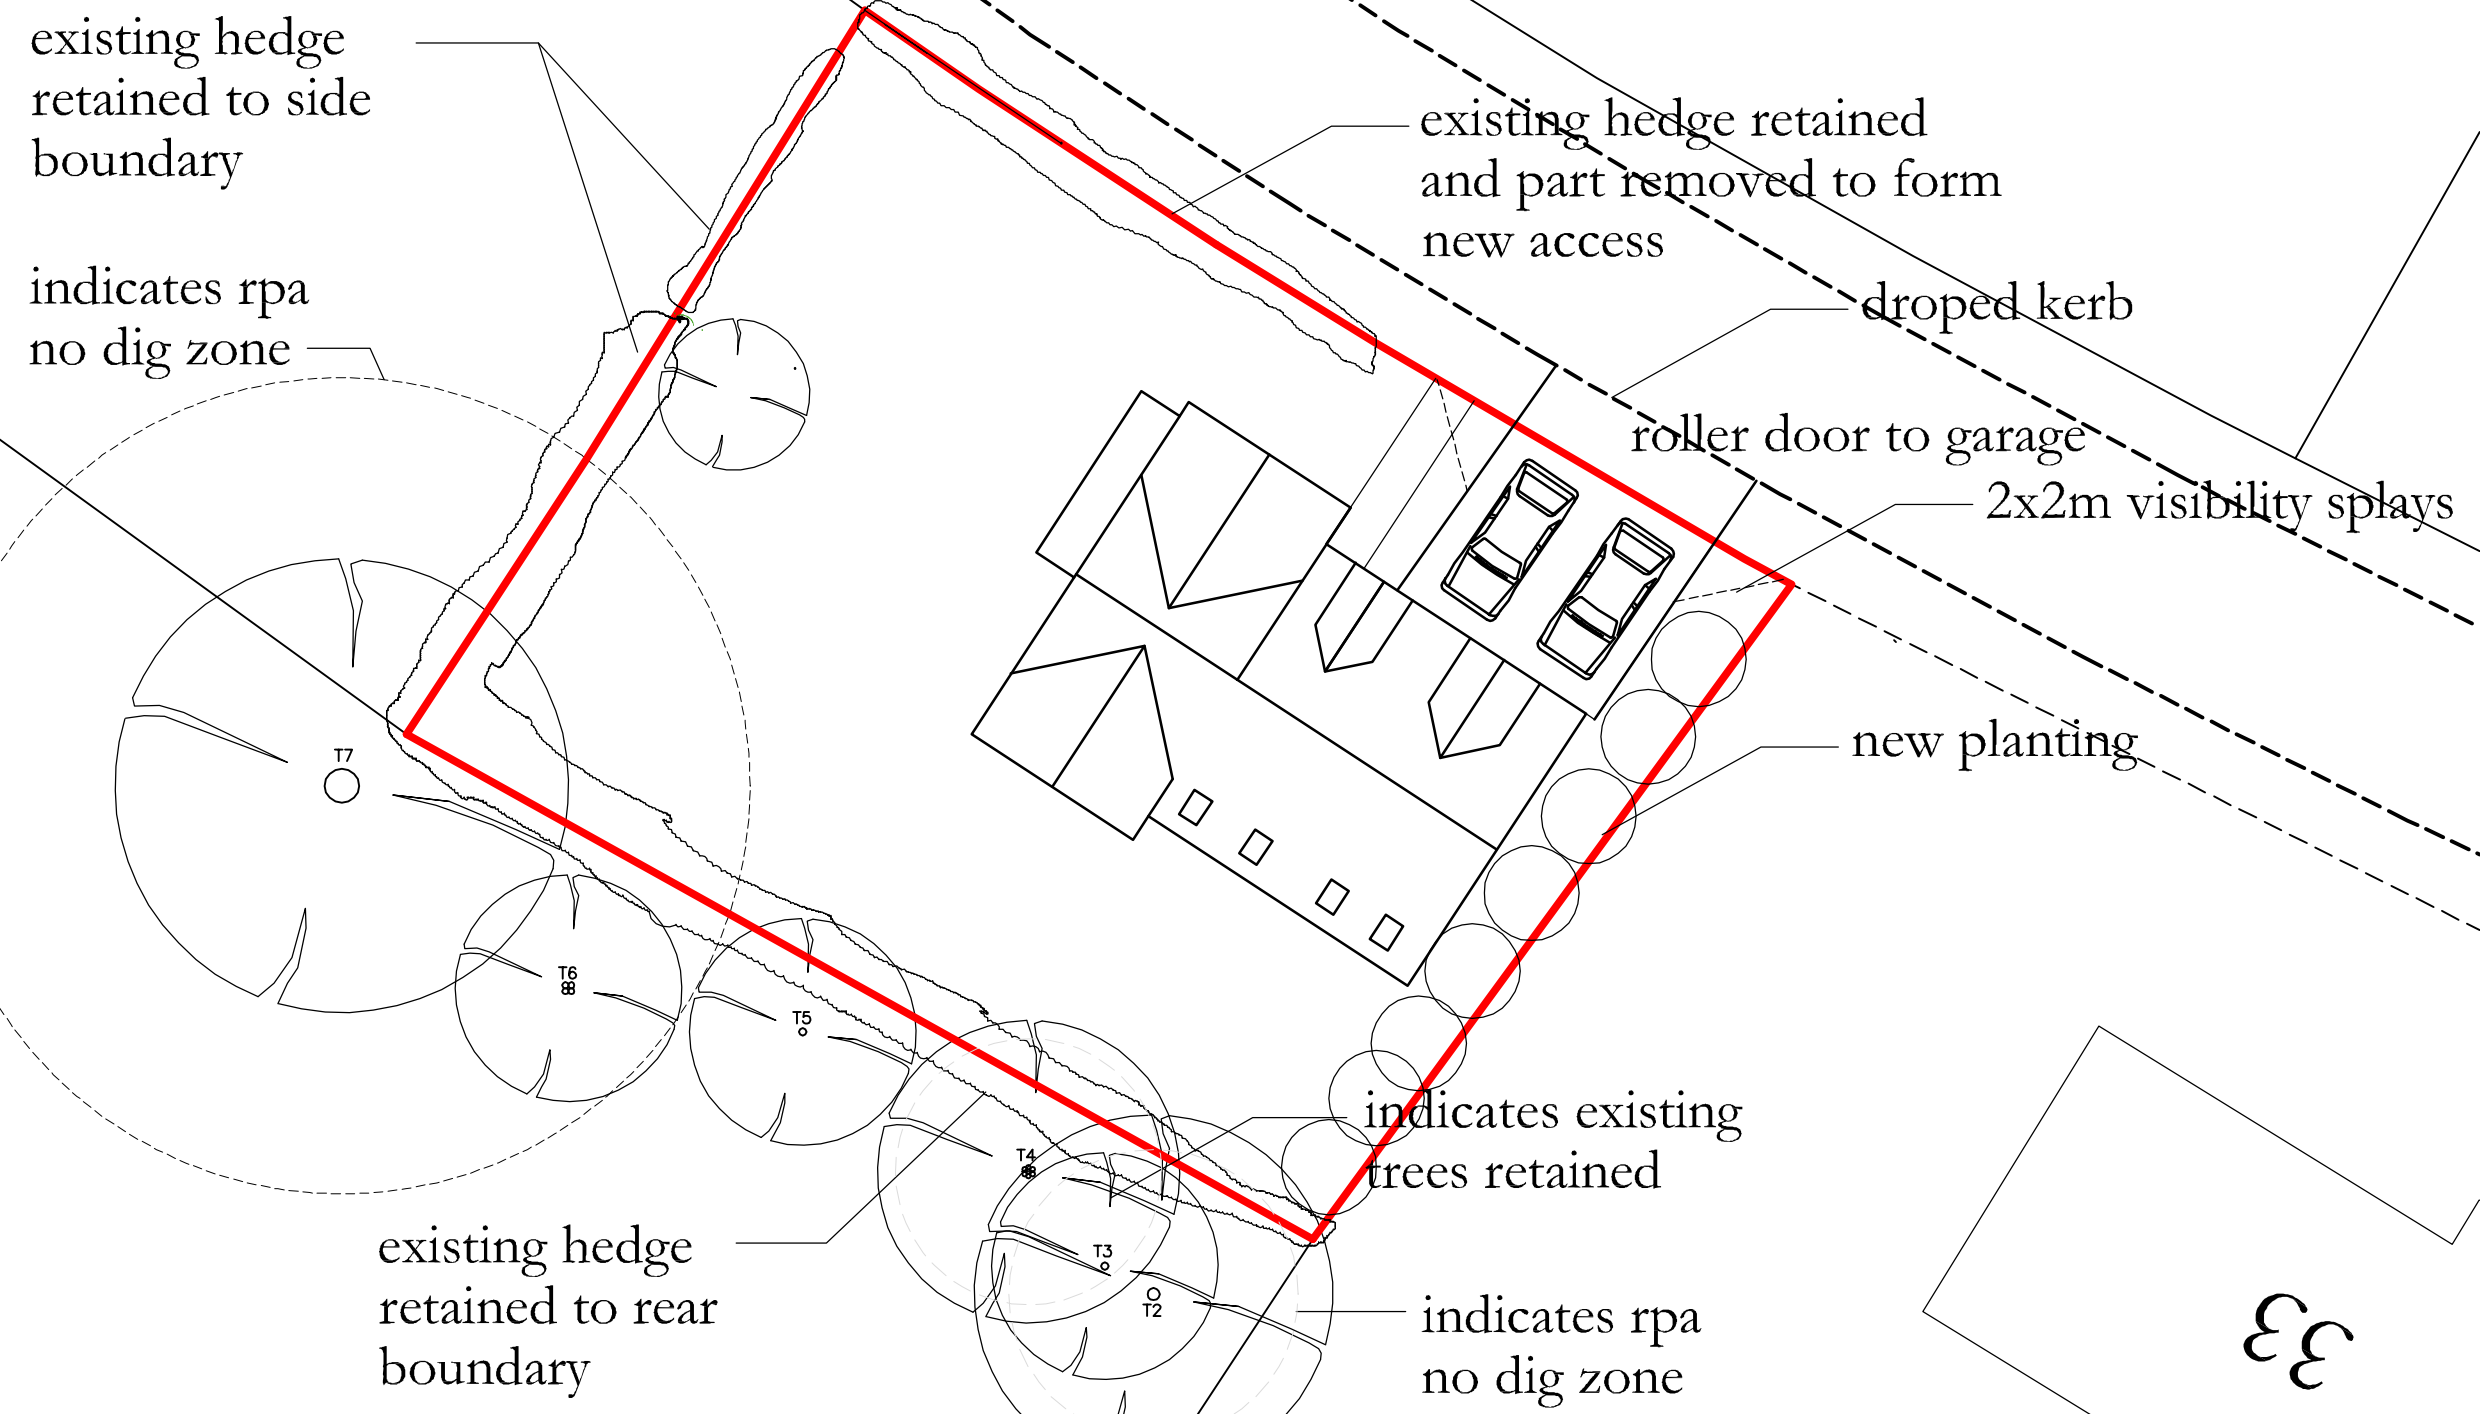 existing hedge
retained to side
boundary
existing hedge retained
and part removed to form
new access
indicates rpa
no dig zone
droped kerb
roller door to garage
2x2m visibility splays
new planting
T7
T6
T5
T4
T3
T2
indicates existing
trees retained
existing hedge
retained to rear
boundary
indicates rpa
no dig zone
33